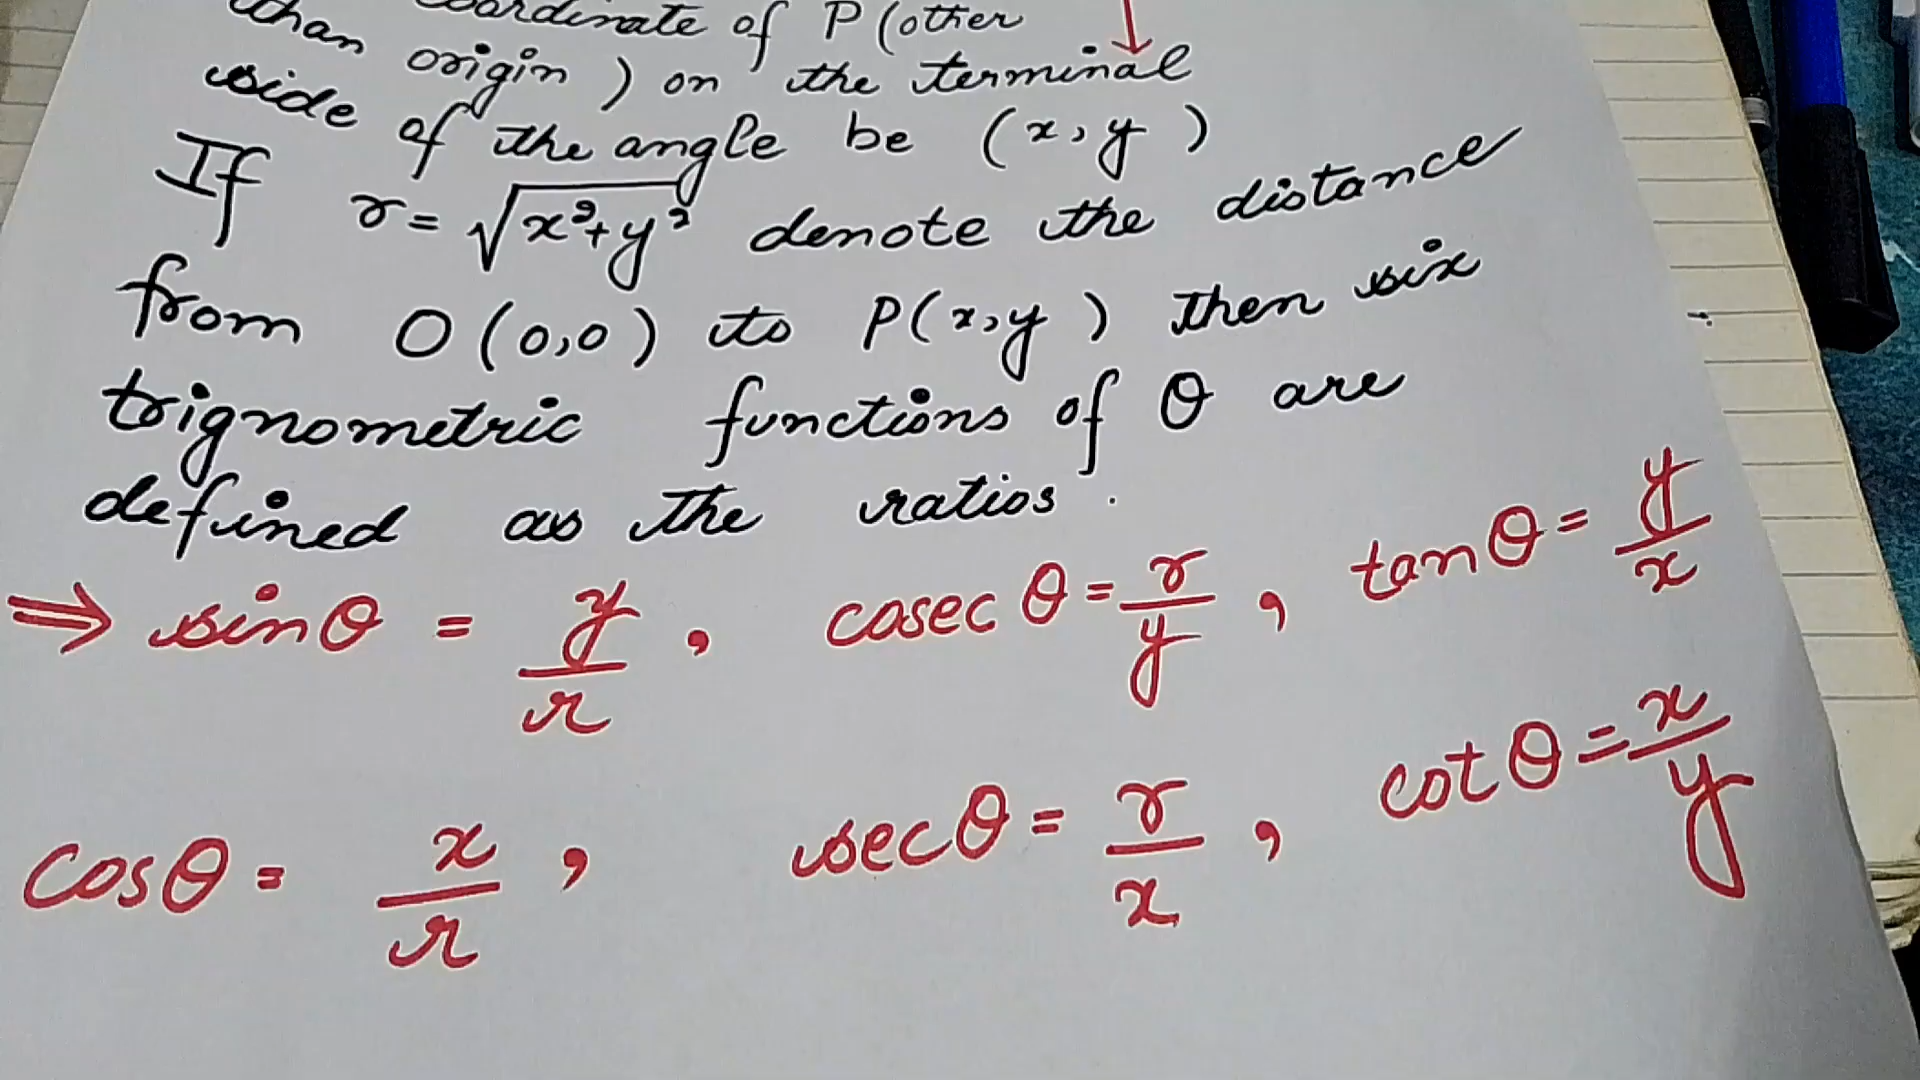 than coordinate of P (other
origin) on the terminal
side of the angle be (x, y)
If r = √x²+y² denote the distance
from O (0,0) to P(x,y) then six
trignometric functions of θ are
defined as the ratios.
⇒ sinθ = y/r, cosec θ = r/y, tanθ = y/x
cosθ = x/r, secθ = r/x, cotθ = x/y